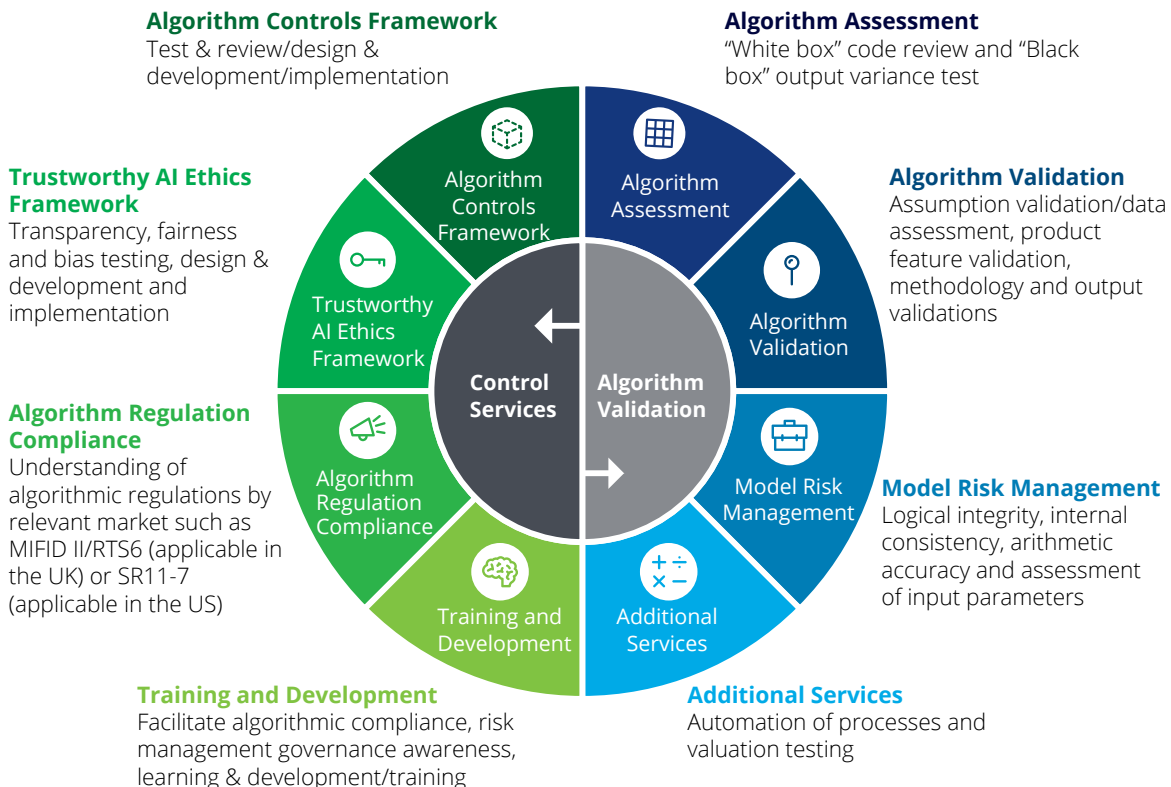 Algorithm Controls Framework
Test & review/design &
development/implementation
Algorithm Assessment
“White box” code review and “Black
box” output variance test
Trustworthy AI Ethics
Framework
Transparency, fairness
and bias testing, design &
development and
implementation
Algorithm Validation
Assumption validation/data
assessment, product
feature validation,
methodology and output
validations
Algorithm Regulation
Compliance
Understanding of
algorithmic regulations by
relevant market such as
MIFID II/RTS6 (applicable in
the UK) or SR11-7
(applicable in the US)
Model Risk Management
Logical integrity, internal
consistency, arithmetic
accuracy and assessment
of input parameters
Training and Development
Facilitate algorithmic compliance, risk
management governance awareness,
learning & development/training
Additional Services
Automation of processes and
valuation testing
Algorithm
Controls
Framework
Algorithm
Assessment
Trustworthy
AI Ethics
Framework
Algorithm
Validation
Algorithm
Regulation
Compliance
Model Risk
Management
Training and
Development
Additional
Services
Control
Services
Algorithm
Validation